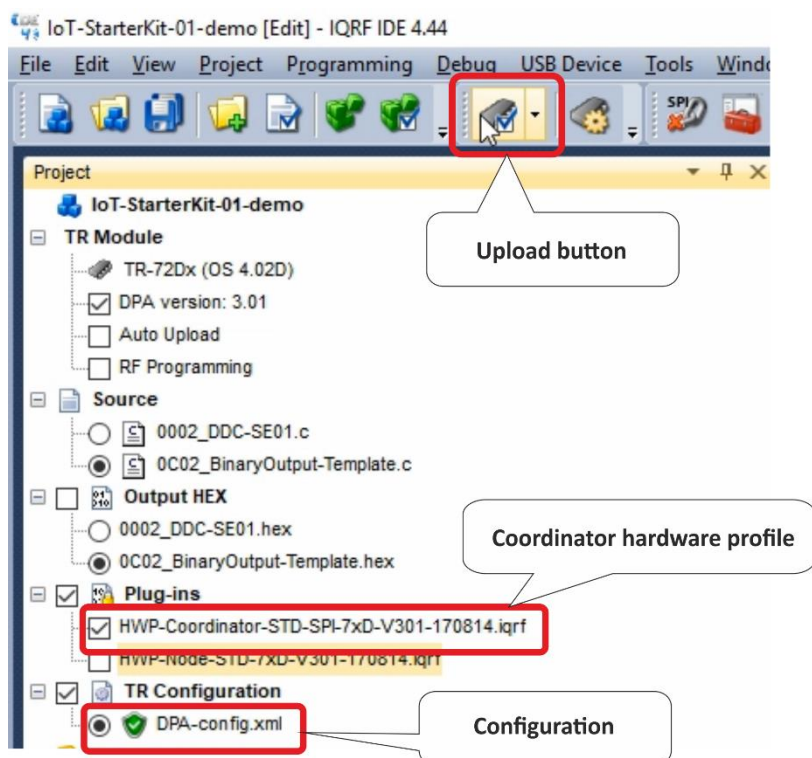 IoT-StarterKit-01-demo [Edit] - IQRF IDE 4.44
File Edit View Project Programming Debug USB Device Tools Windo
SPI
Project
IoT-StarterKit-01-demo
Upload button
TR Module
TR-72Dx (OS 4.02D)
DPA version: 3.01
Auto Upload
RF Programming
Source
0002_DDC-SE01.c
0C02_BinaryOutput-Template.c
Output HEX
0002_DDC-SE01.hex
Coordinator hardware profile
0C02_BinaryOutput-Template.hex
Plug-ins
HWP-Coordinator-STD-SPI-7xD-V301-170814.iqrf
HWP-Node-STD-7xD-V301-170814.iqrf
TR Configuration
DPA-config.xml
Configuration